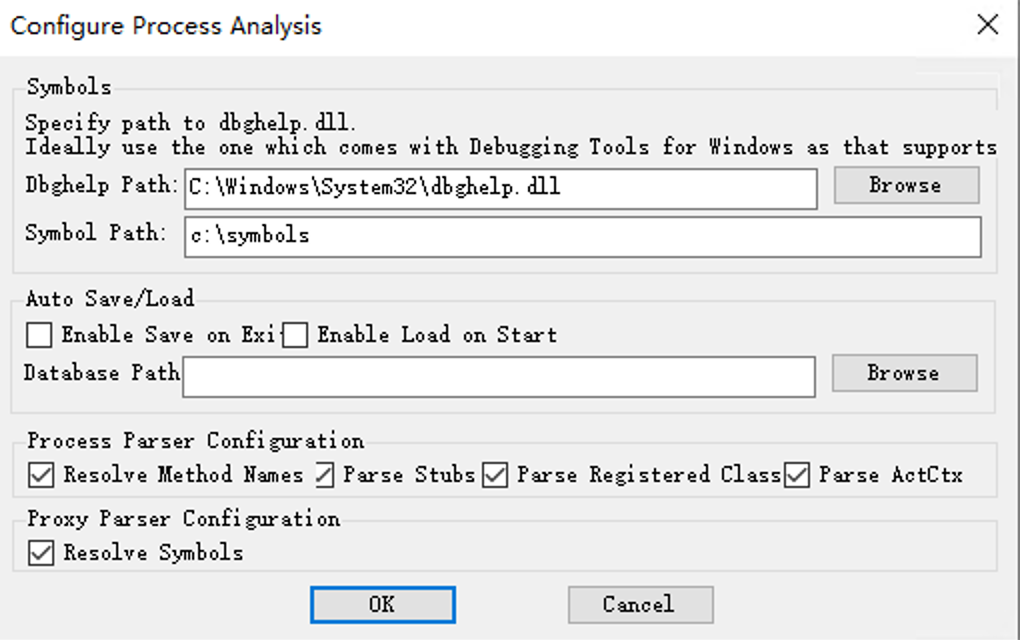 Configure Process Analysis
Symbols
Specify path to dbghelp.dll.
Ideally use the one which comes with Debugging Tools for Windows as that supports
Dbghelp Path: C:\Windows\System32\dbghelp.dll Browse
Symbol Path: c:\symbols
Auto Save/Load
Enable Save on Exi Enable Load on Start
Database Path Browse
Process Parser Configuration
Resolve Method Names Parse Stubs Parse Registered Class Parse ActCtx
Proxy Parser Configuration
Resolve Symbols
OK Cancel